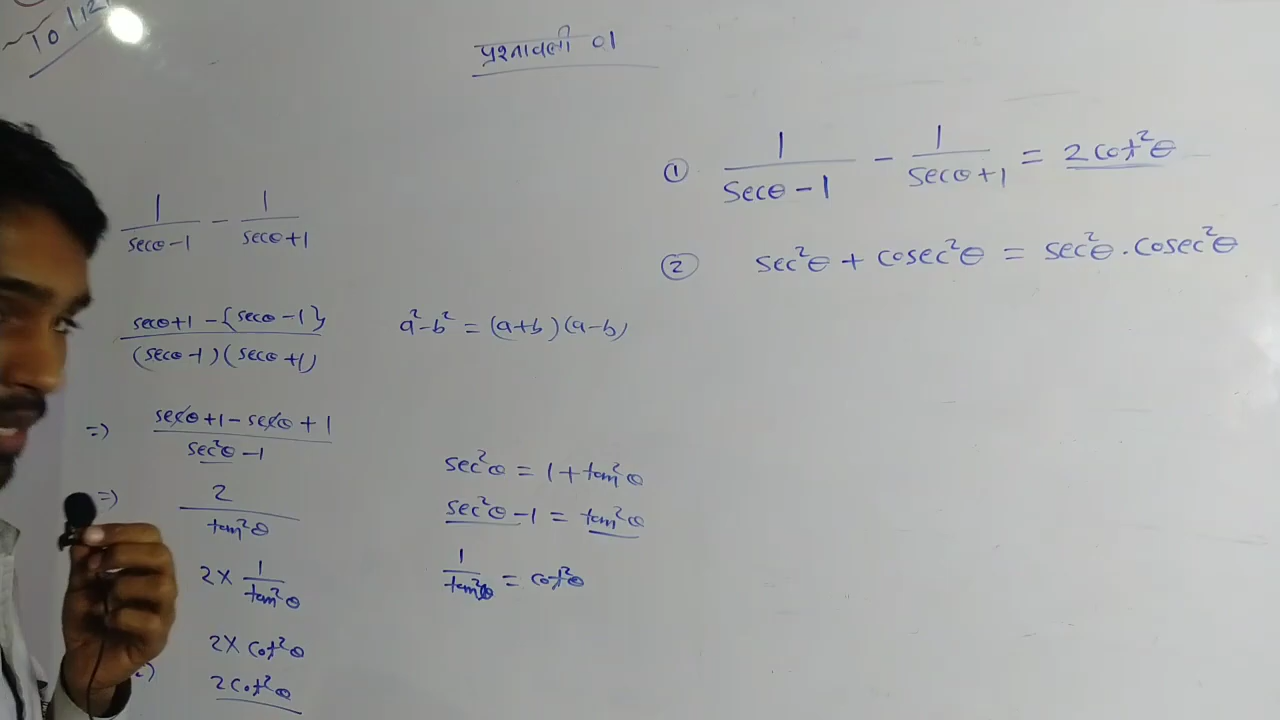 10/12
प्रश्नावली 01
① 1/(secθ-1) - 1/(secθ+1) = 2cot²θ
② sec²θ + cosec²θ = sec²θ.cosec²θ
1/(secθ-1) - 1/(secθ+1)
(secθ+1-{secθ-1})/((secθ-1)(secθ+1))
a²-b² = (a+b)(a-b)
=> (secθ+1-secθ+1)/(sec²θ-1)
=> 2/tan²θ
2× 1/tan²θ
2× cot²θ
2cot²θ
sec²θ = 1+tan²θ
sec²θ-1 = tan²θ
1/tan²θ = cot²θ